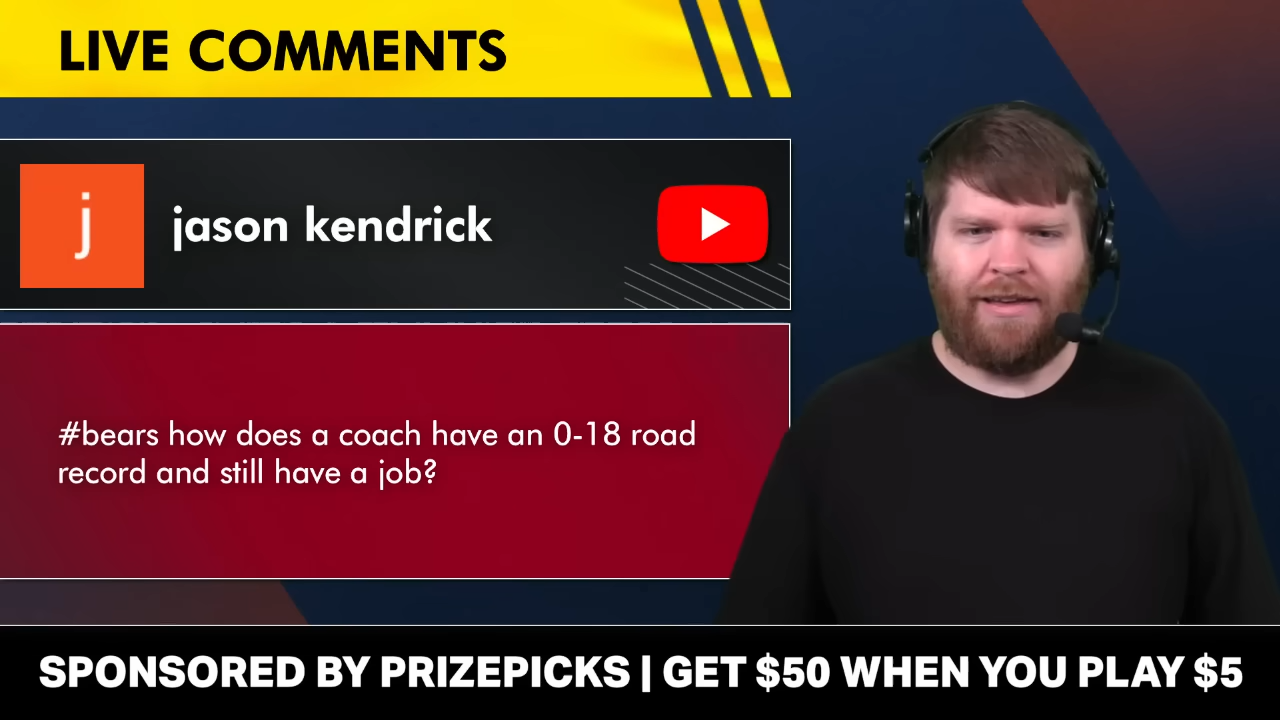 LIVE COMMENTS
j
jason kendrick
#bears how does a coach have an 0-18 road
record and still have a job?
SPONSORED BY PRIZEPICKS | GET $50 WHEN YOU PLAY $5